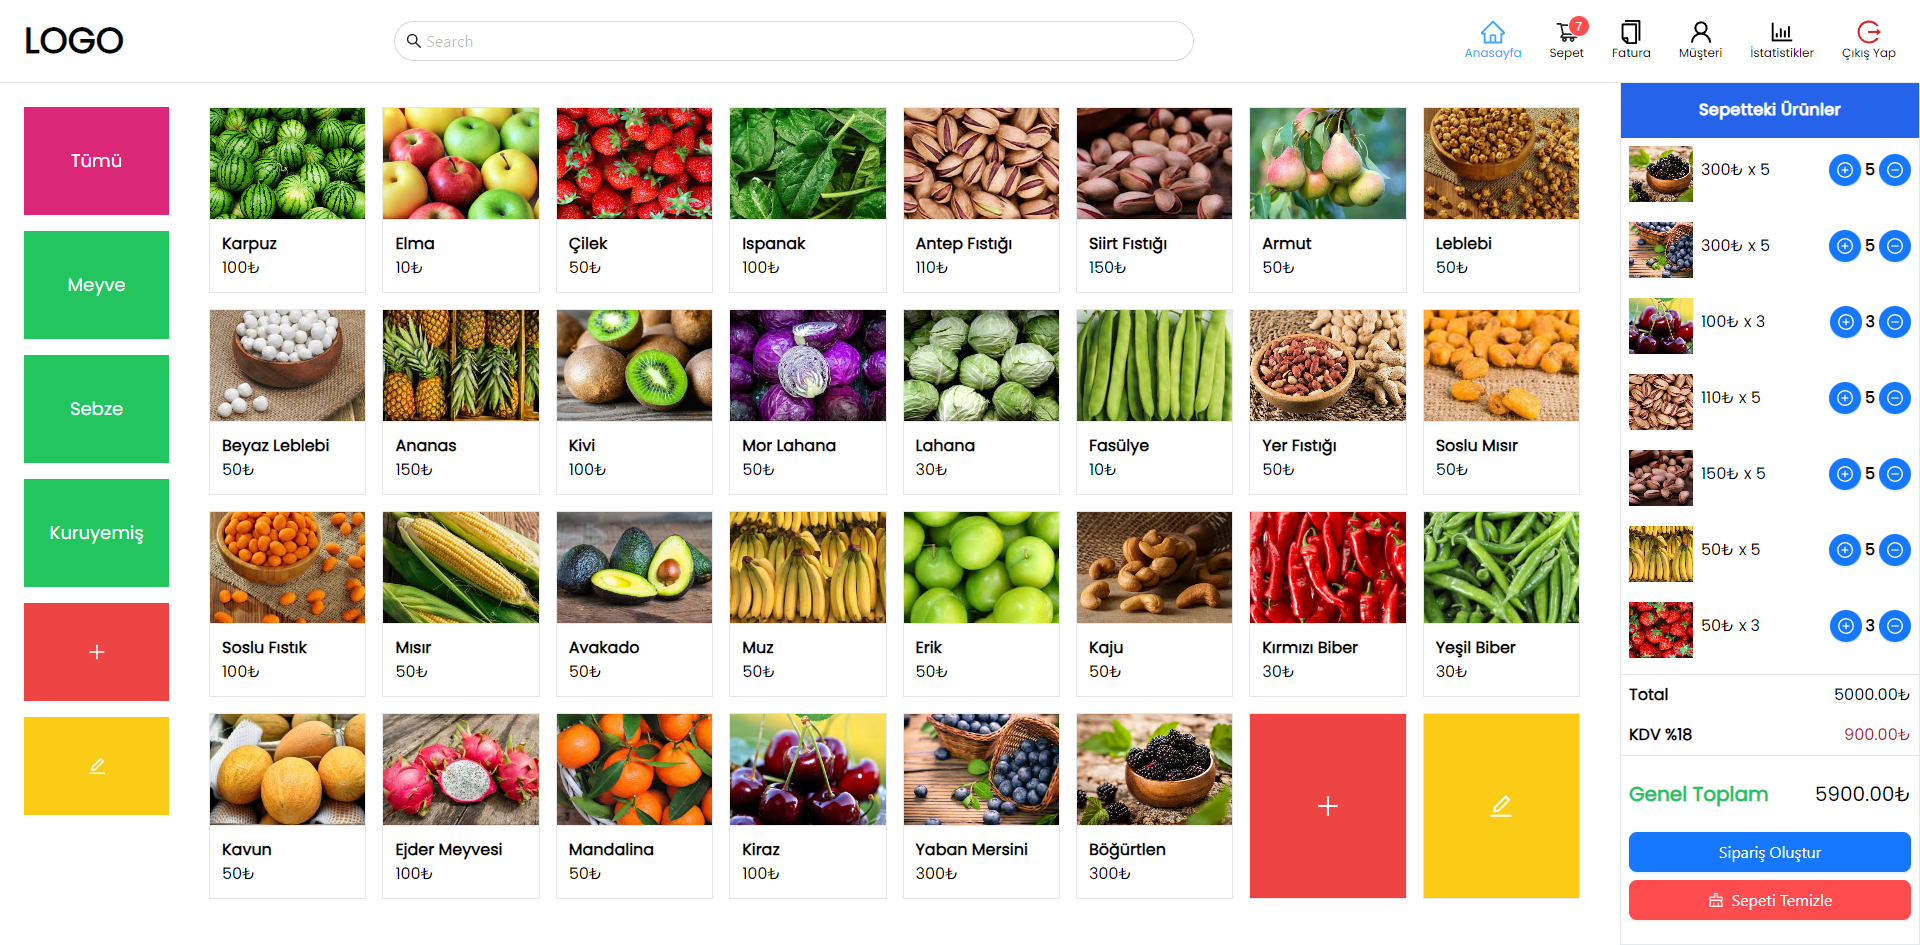 LOGO
Search
Anasayfa
7
Sepet
Fatura
Müşteri
İstatistikler
Çıkış Yap
Tümü
Meyve
Sebze
Kuruyemiş
Karpuz
100₺
Elma
10₺
Çilek
50₺
Ispanak
100₺
Antep Fıstığı
110₺
Siirt Fıstığı
150₺
Armut
50₺
Leblebi
50₺
Beyaz Leblebi
50₺
Ananas
150₺
Kivi
100₺
Mor Lahana
50₺
Lahana
30₺
Fasülye
10₺
Yer Fıstığı
50₺
Soslu Mısır
50₺
Soslu Fıstık
100₺
Mısır
50₺
Avakado
50₺
Muz
50₺
Erik
50₺
Kaju
50₺
Kırmızı Biber
30₺
Yeşil Biber
30₺
Kavun
50₺
Ejder Meyvesi
100₺
Mandalina
50₺
Kiraz
100₺
Yaban Mersini
300₺
Böğürtlen
300₺
Sepetteki Ürünler
300₺ x 5 5
300₺ x 5 5
100₺ x 3 3
110₺ x 5 5
150₺ x 5 5
50₺ x 5 5
50₺ x 3 3
Total 5000.00₺
KDV %18 900.00₺
Genel Toplam 5900.00₺
Sipariş Oluştur
Sepeti Temizle